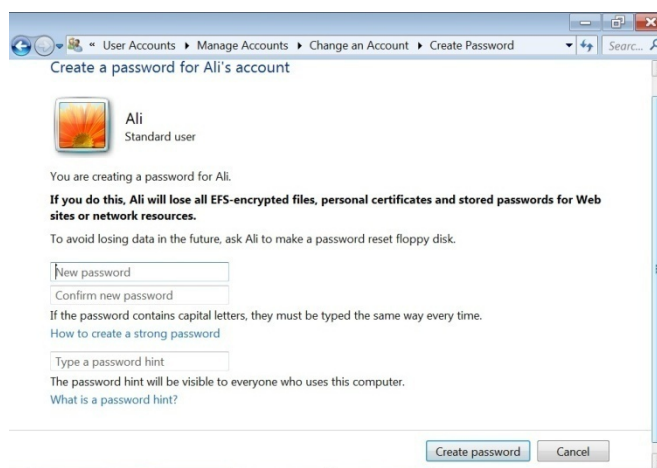 « User Accounts ▸ Manage Accounts ▸ Change an Account ▸ Create Password Searc...
Create a password for Ali's account
Ali
Standard user
You are creating a password for Ali.
If you do this, Ali will lose all EFS-encrypted files, personal certificates and stored passwords for Web
sites or network resources.
To avoid losing data in the future, ask Ali to make a password reset floppy disk.
New password
Confirm new password
If the password contains capital letters, they must be typed the same way every time.
How to create a strong password
Type a password hint
The password hint will be visible to everyone who uses this computer.
What is a password hint?
Create password Cancel